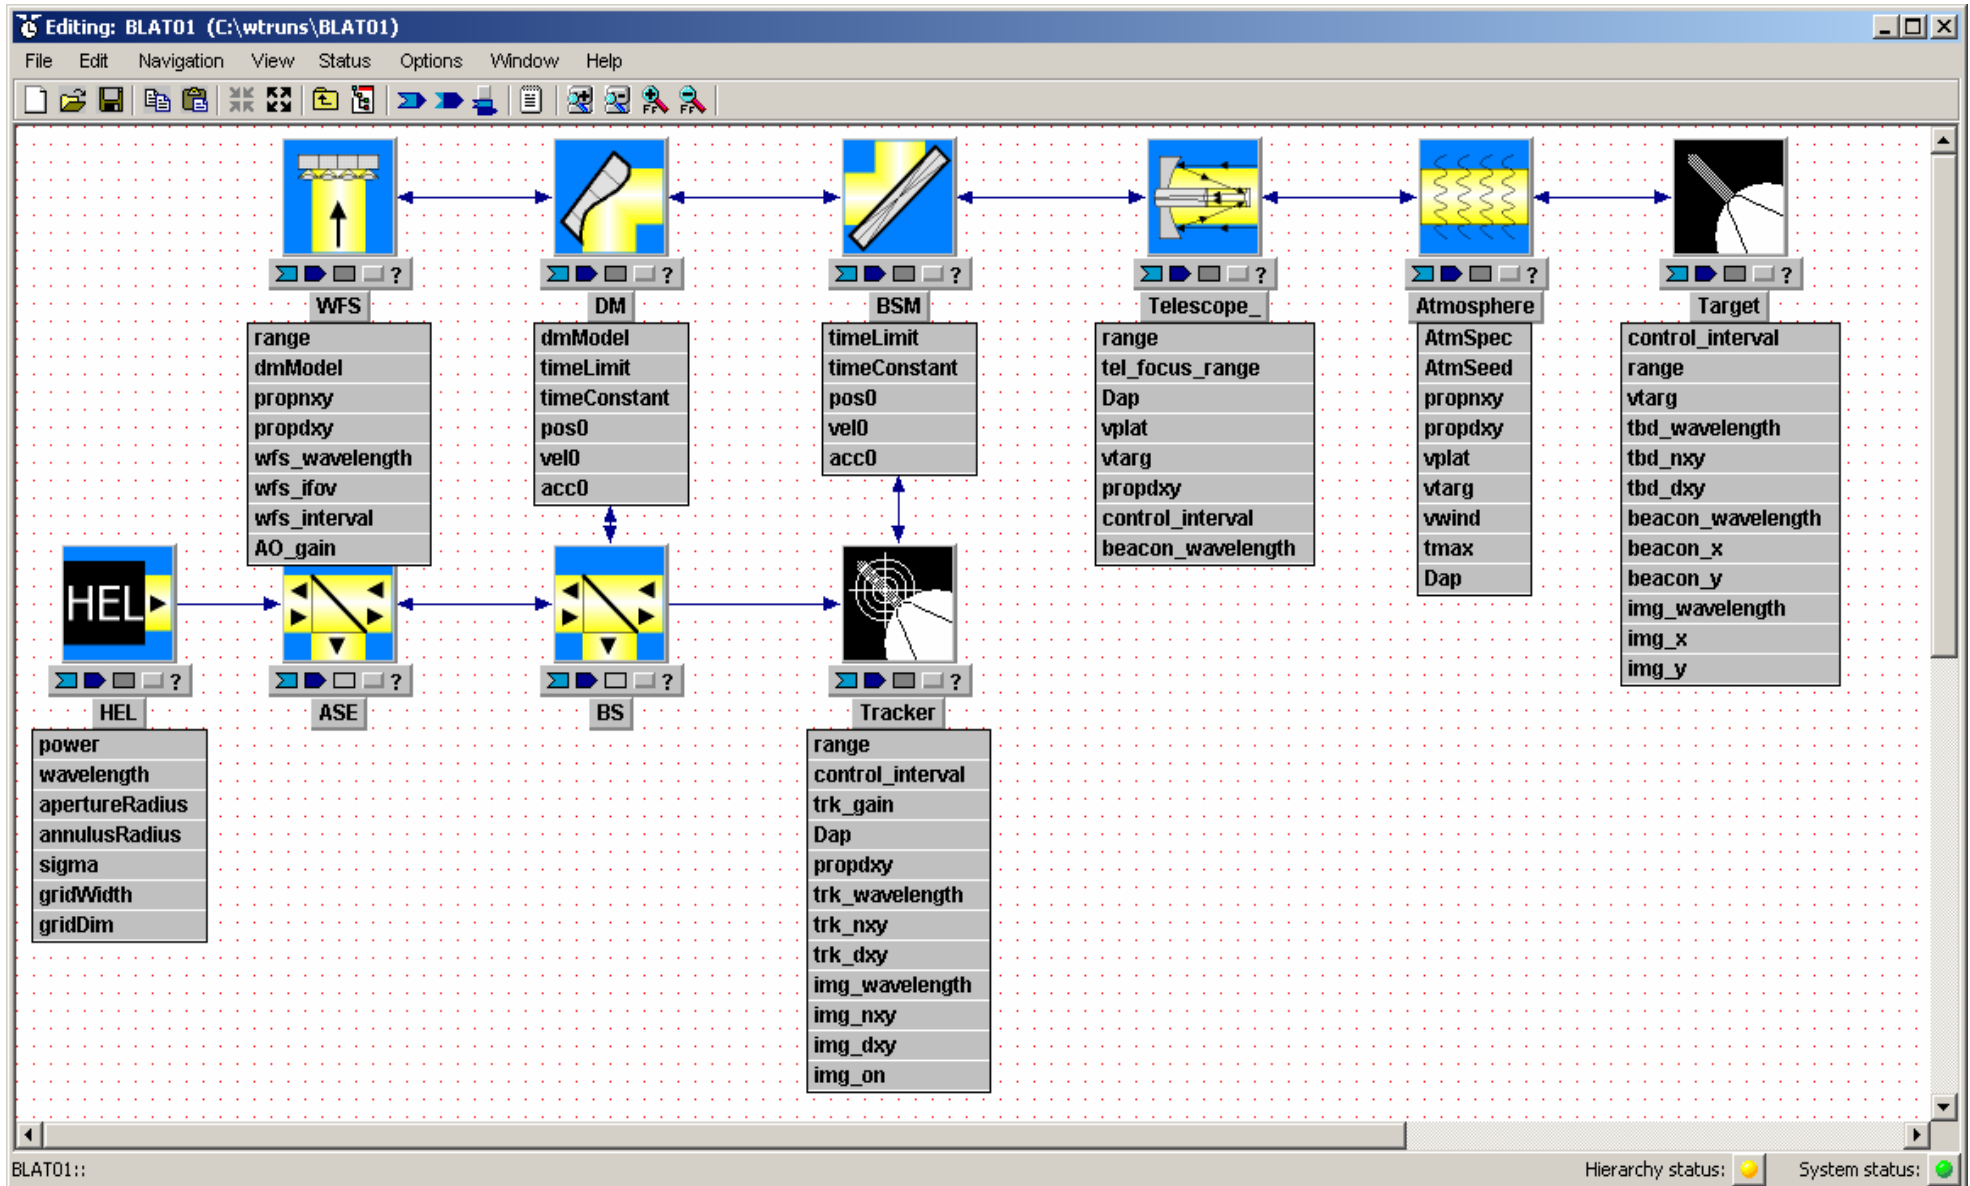 Editing: BLAT01 (C:\wtruns\BLAT01)
File Edit Navigation View Status Options Window Help
FF FF
? ? ? ? ? ?
WFS DM BSM Telescope_ Atmosphere Target
range
dmModel
propnxy
propdxy
wfs_wavelength
wfs_ifov
wfs_interval
AO_gain
dmModel
timeLimit
timeConstant
pos0
vel0
acc0
timeLimit
timeConstant
pos0
vel0
acc0
range
tel_focus_range
Dap
vplat
vtarg
propdxy
control_interval
beacon_wavelength
AtmSpec
AtmSeed
propnxy
propdxy
vplat
vtarg
vwind
tmax
Dap
control_interval
range
vtarg
tbd_wavelength
tbd_nxy
tbd_dxy
beacon_wavelength
beacon_x
beacon_y
img_wavelength
img_x
img_y
HEL
? ? ? ?
HEL ASE BS Tracker
power
wavelength
apertureRadius
annulusRadius
sigma
gridWidth
gridDim
range
control_interval
trk_gain
Dap
propdxy
trk_wavelength
trk_nxy
trk_dxy
img_wavelength
img_nxy
img_dxy
img_on
BLAT01:: Hierarchy status: System status: